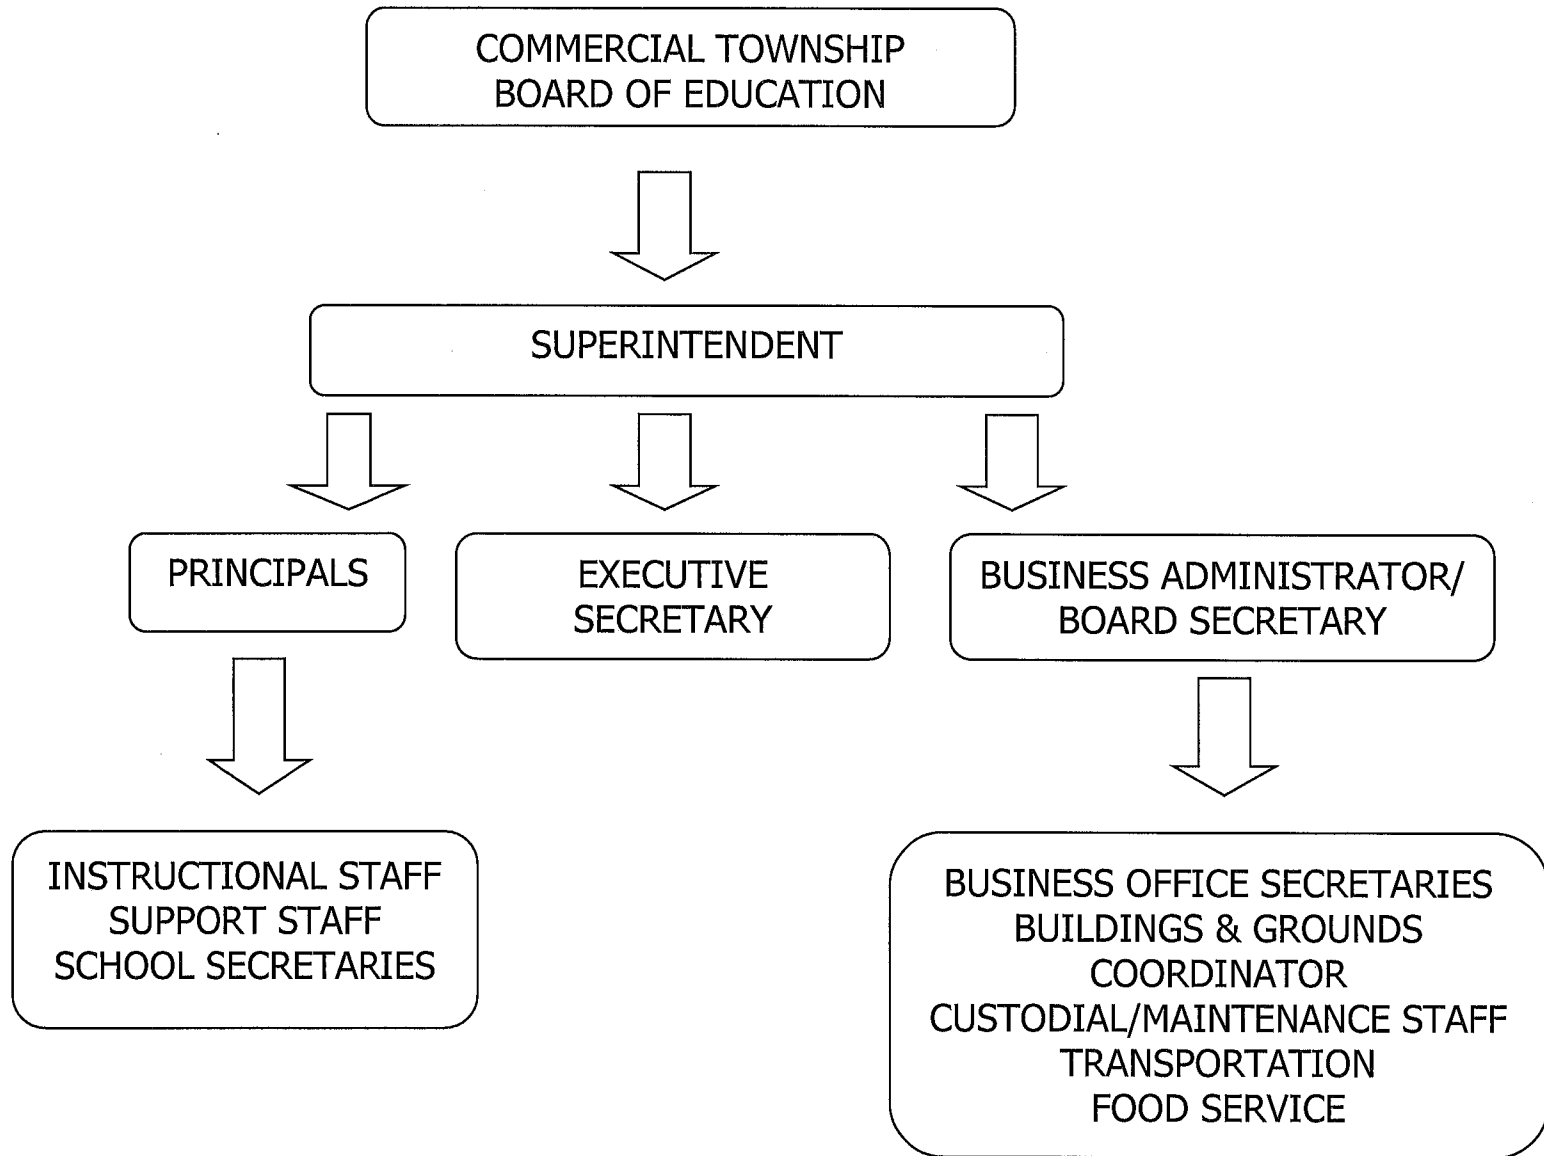 COMMERCIAL TOWNSHIP
BOARD OF EDUCATION
SUPERINTENDENT
PRINCIPALS
EXECUTIVE
SECRETARY
BUSINESS ADMINISTRATOR/
BOARD SECRETARY
INSTRUCTIONAL STAFF
SUPPORT STAFF
SCHOOL SECRETARIES
BUSINESS OFFICE SECRETARIES
BUILDINGS & GROUNDS
COORDINATOR
CUSTODIAL/MAINTENANCE STAFF
TRANSPORTATION
FOOD SERVICE